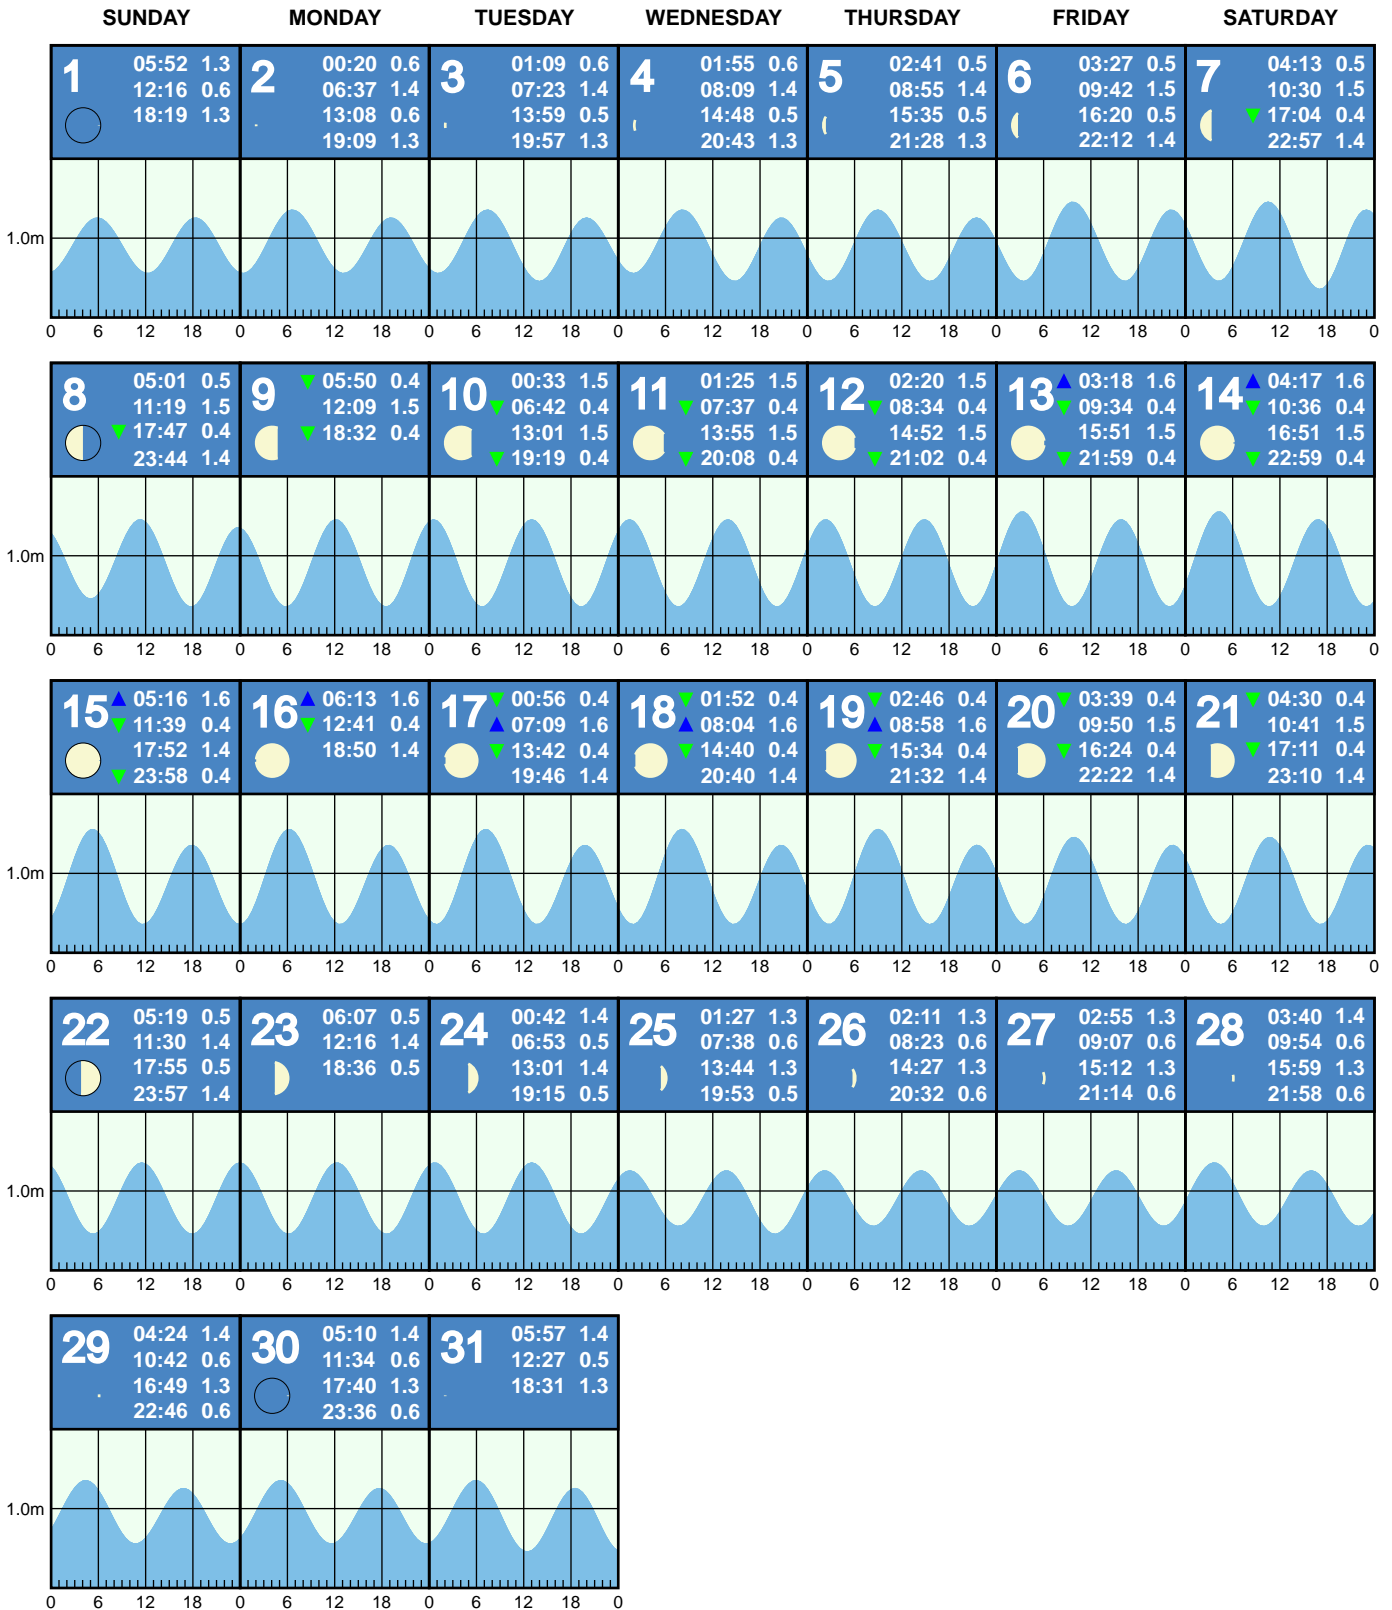 SUNDAY MONDAY TUESDAY WEDNESDAY THURSDAY FRIDAY SATURDAY
1
05:52 1.3
12:16 0.6
18:19 1.3
2
00:20 0.6
06:37 1.4
13:08 0.6
19:09 1.3
3
01:09 0.6
07:23 1.4
13:59 0.5
19:57 1.3
4
01:55 0.6
08:09 1.4
14:48 0.5
20:43 1.3
5
02:41 0.5
08:55 1.4
15:35 0.5
21:28 1.3
6
03:27 0.5
09:42 1.5
16:20 0.5
22:12 1.4
7
04:13 0.5
10:30 1.5
▼ 17:04 0.4
22:57 1.4
1.0m
0 6 12 18 0 6 12 18 0 6 12 18 0 6 12 18 0 6 12 18 0 6 12 18 0 6 12 18 0
8
05:01 0.5
11:19 1.5
▼ 17:47 0.4
23:44 1.4
9
▼ 05:50 0.4
12:09 1.5
▼ 18:32 0.4
10
00:33 1.5
▼ 06:42 0.4
13:01 1.5
▼ 19:19 0.4
11
01:25 1.5
▼ 07:37 0.4
13:55 1.5
▼ 20:08 0.4
12
02:20 1.5
▼ 08:34 0.4
14:52 1.5
▼ 21:02 0.4
13
▲ 03:18 1.6
▼ 09:34 0.4
15:51 1.5
▼ 21:59 0.4
14
▲ 04:17 1.6
▼ 10:36 0.4
16:51 1.5
▼ 22:59 0.4
1.0m
0 6 12 18 0 6 12 18 0 6 12 18 0 6 12 18 0 6 12 18 0 6 12 18 0 6 12 18 0
15
▲ 05:16 1.6
▼ 11:39 0.4
17:52 1.4
▼ 23:58 0.4
16
▲ 06:13 1.6
▼ 12:41 0.4
18:50 1.4
17
▼ 00:56 0.4
▲ 07:09 1.6
▼ 13:42 0.4
19:46 1.4
18
▼ 01:52 0.4
▲ 08:04 1.6
▼ 14:40 0.4
20:40 1.4
19
▼ 02:46 0.4
▲ 08:58 1.6
▼ 15:34 0.4
21:32 1.4
20
▼ 03:39 0.4
09:50 1.5
▼ 16:24 0.4
22:22 1.4
21
▼ 04:30 0.4
10:41 1.5
▼ 17:11 0.4
23:10 1.4
1.0m
0 6 12 18 0 6 12 18 0 6 12 18 0 6 12 18 0 6 12 18 0 6 12 18 0 6 12 18 0
22
05:19 0.5
11:30 1.4
17:55 0.5
23:57 1.4
23
06:07 0.5
12:16 1.4
18:36 0.5
24
00:42 1.4
06:53 0.5
13:01 1.4
19:15 0.5
25
01:27 1.3
07:38 0.6
13:44 1.3
19:53 0.5
26
02:11 1.3
08:23 0.6
14:27 1.3
20:32 0.6
27
02:55 1.3
09:07 0.6
15:12 1.3
21:14 0.6
28
03:40 1.4
09:54 0.6
15:59 1.3
21:58 0.6
1.0m
0 6 12 18 0 6 12 18 0 6 12 18 0 6 12 18 0 6 12 18 0 6 12 18 0 6 12 18 0
29
04:24 1.4
10:42 0.6
16:49 1.3
22:46 0.6
30
05:10 1.4
11:34 0.6
17:40 1.3
23:36 0.6
31
05:57 1.4
12:27 0.5
18:31 1.3
1.0m
0 6 12 18 0 6 12 18 0 6 12 18 0